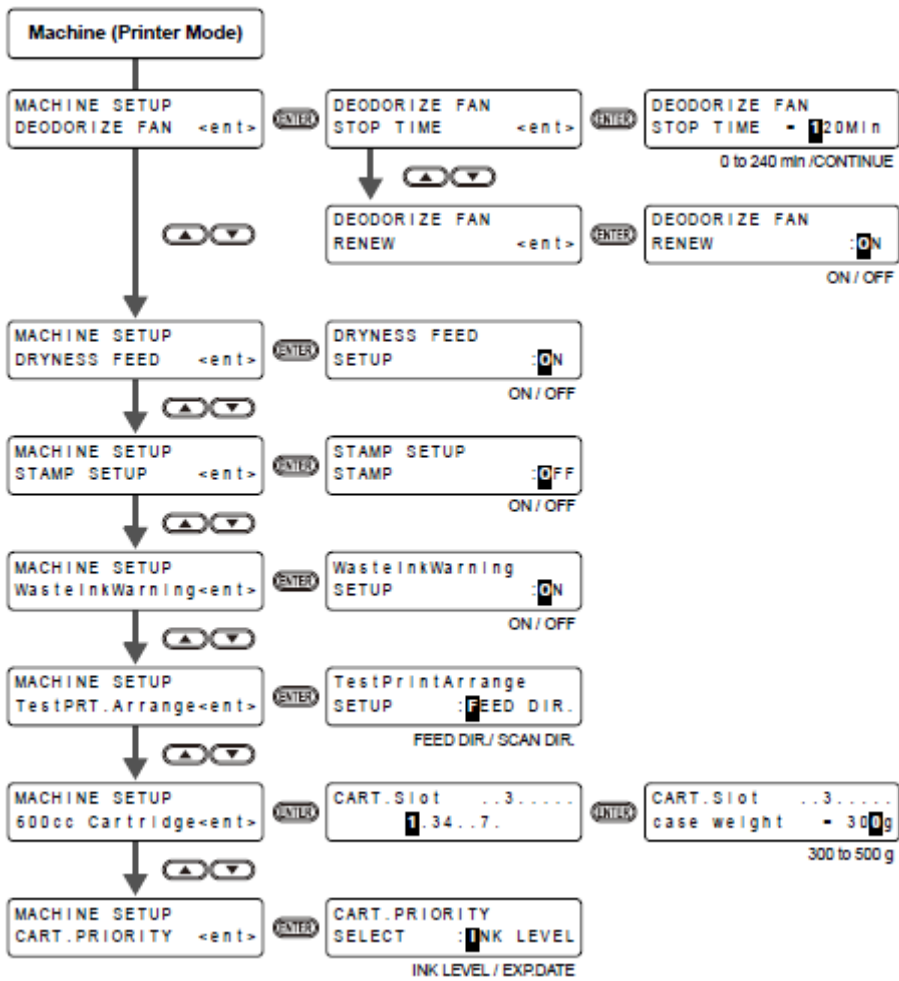 Machine (Printer Mode)
MACHINE SETUP
DEODORIZE FAN <ent>
ENTER
DEODORIZE FAN
STOP TIME <ent>
ENTER
DEODORIZE FAN
STOP TIME = 120Min
0 to 240 min /CONTINUE
DEODORIZE FAN
RENEW <ent>
ENTER
DEODORIZE FAN
RENEW :ON
ON / OFF
MACHINE SETUP
DRYNESS FEED <ent>
ENTER
DRYNESS FEED
SETUP :ON
ON / OFF
MACHINE SETUP
STAMP SETUP <ent>
ENTER
STAMP SETUP
STAMP :OFF
ON / OFF
MACHINE SETUP
WasteInkWarning<ent>
ENTER
WasteInkWarning
SETUP :ON
ON / OFF
MACHINE SETUP
TestPRT.Arrange<ent>
ENTER
TestPrintArrange
SETUP :FEED DIR.
FEED DIR./ SCAN DIR.
MACHINE SETUP
600cc Cartridge<ent>
ENTER
CART.Slot ..3.....
1.34..7.
ENTER
CART.Slot ..3.....
case weight = 300g
300 to 500 g
MACHINE SETUP
CART.PRIORITY <ent>
ENTER
CART.PRIORITY
SELECT :INK LEVEL
INK LEVEL / EXP.DATE